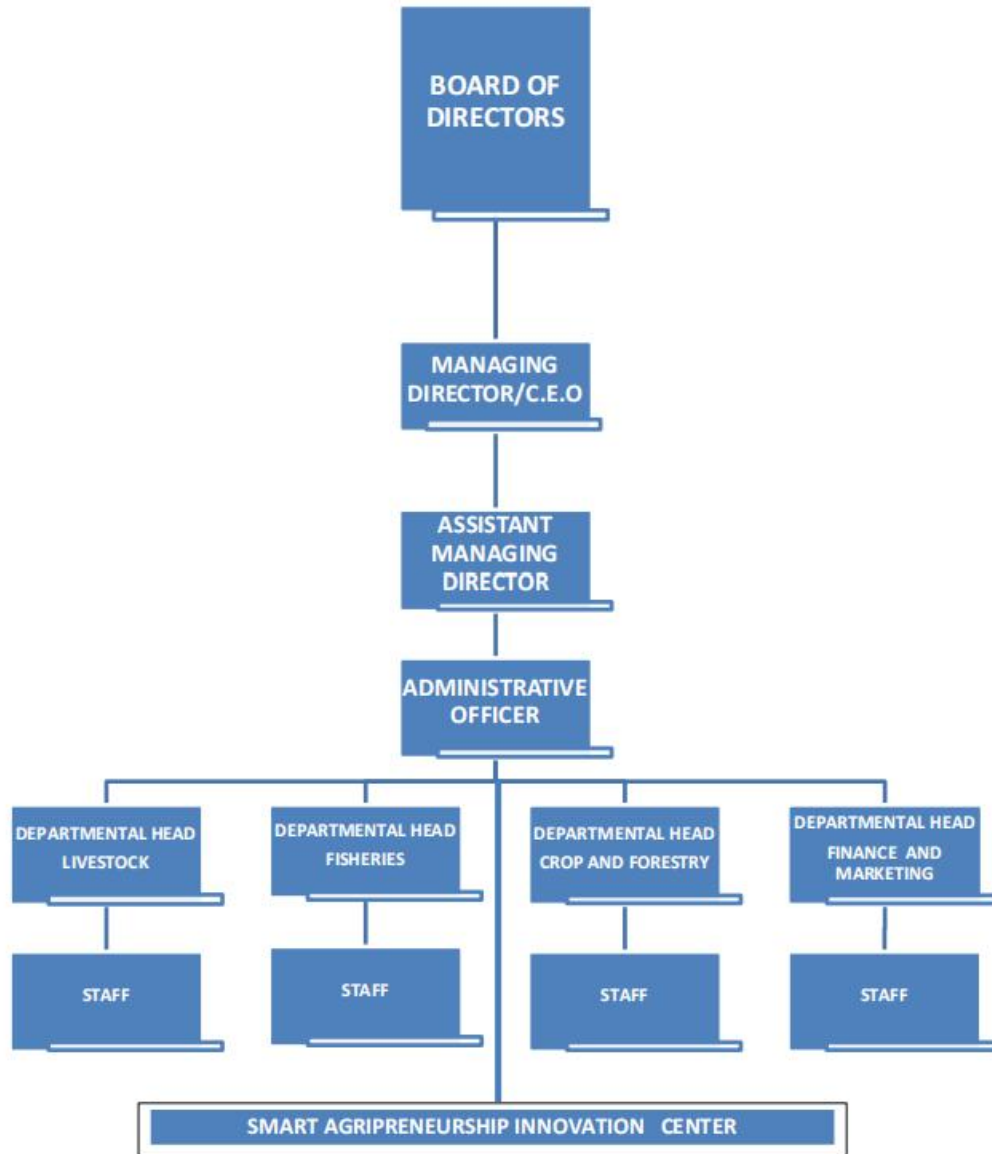 BOARD OF
DIRECTORS
MANAGING
DIRECTOR/C.E.O
ASSISTANT
MANAGING
DIRECTOR
ADMINISTRATIVE
OFFICER
DEPARTMENTAL HEAD
LIVESTOCK
DEPARTMENTAL HEAD
FISHERIES
DEPARTMENTAL HEAD
CROP AND FORESTRY
DEPARTMENTAL HEAD
FINANCE AND
MARKETING
STAFF
STAFF
STAFF
STAFF
SMART AGRIPRENEURSHIP INNOVATION CENTER